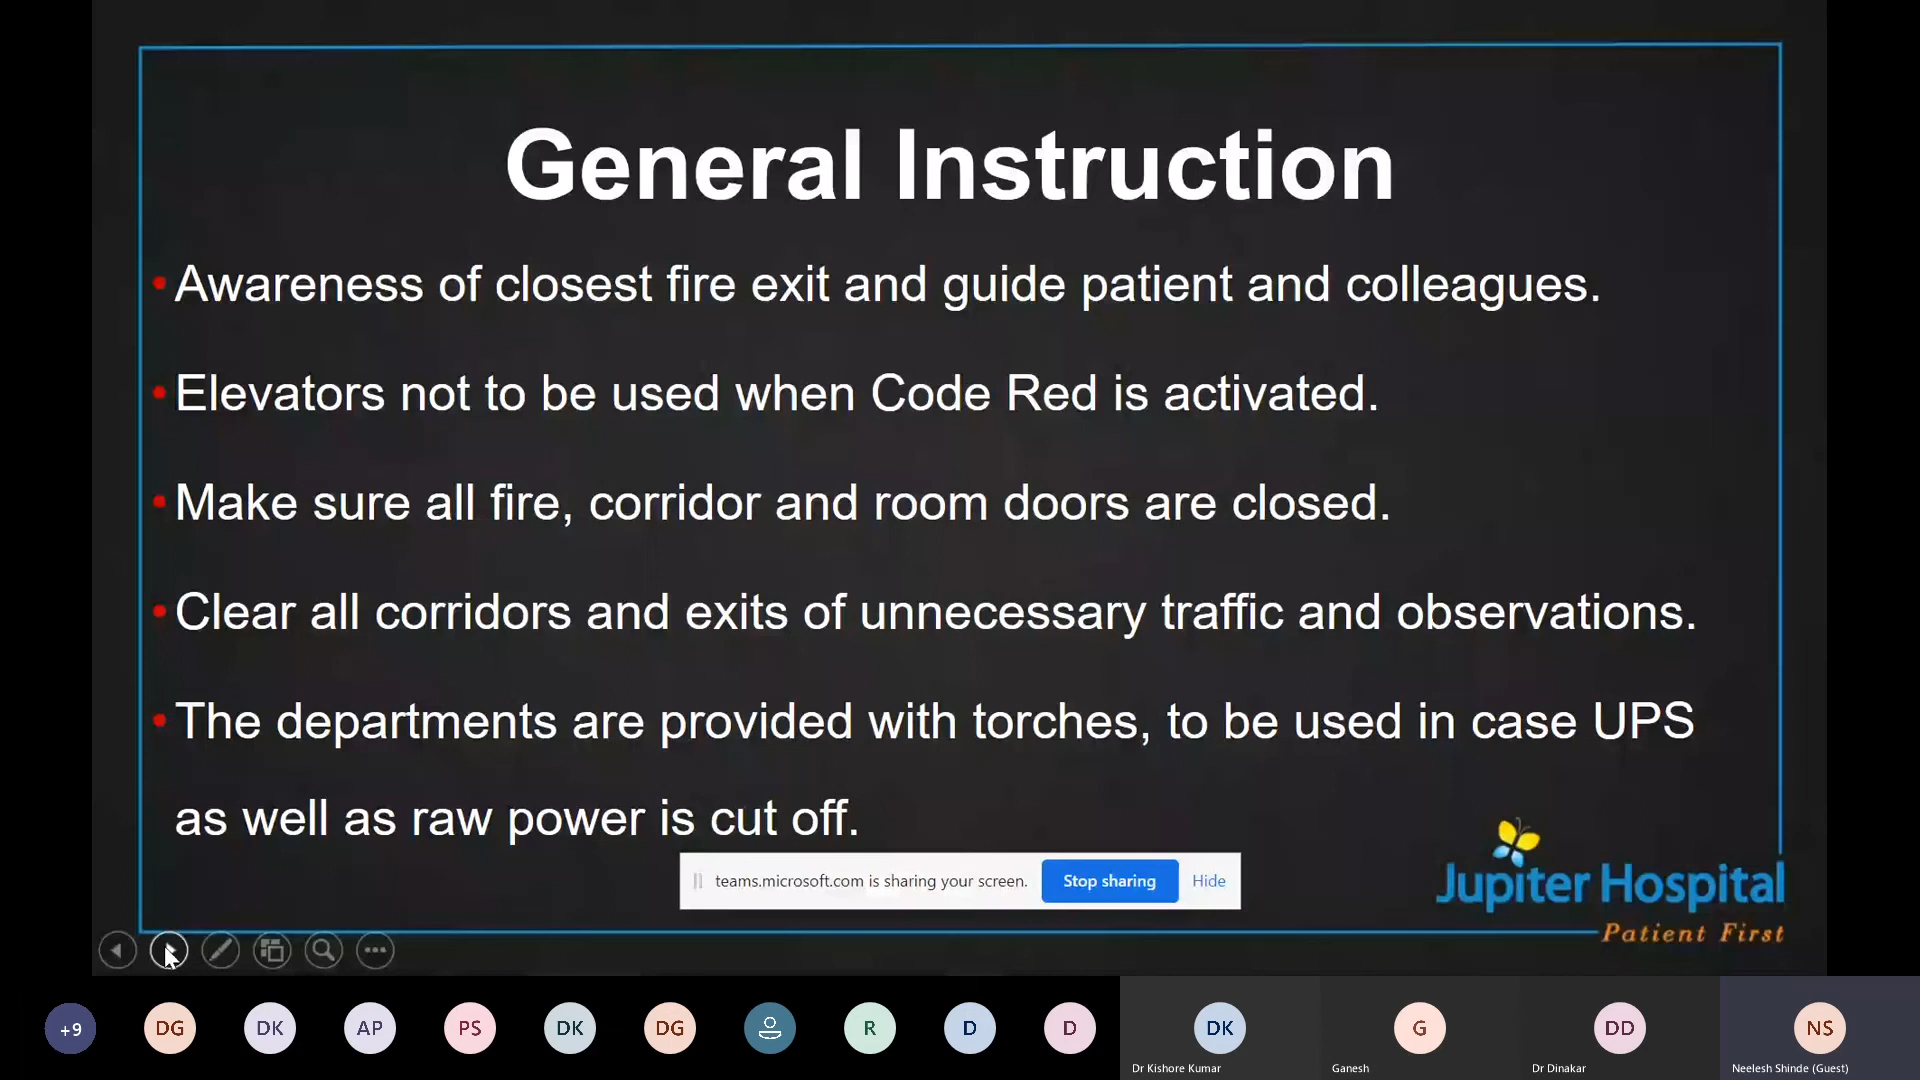 General Instruction
Awareness of closest fire exit and guide patient and colleagues.
Elevators not to be used when Code Red is activated.
Make sure all fire, corridor and room doors are closed.
Clear all corridors and exits of unnecessary traffic and observations.
The departments are provided with torches, to be used in case UPS
as well as raw power is cut off.
teams.microsoft.com is sharing your screen. Stop sharing Hide
Jupiter Hospital
Patient First
+9 DG DK AP PS DK DG R D D DK G DD NS
Dr Kishore Kumar Ganesh Dr Dinakar Neelesh Shinde (Guest)